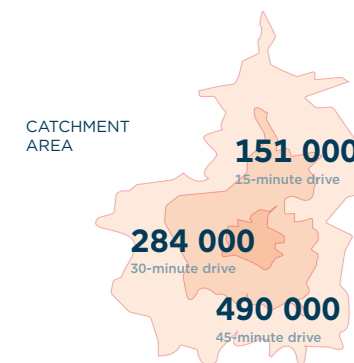 CATCHMENT
AREA
151 000
15-minute drive
284 000
30-minute drive
490 000
45-minute drive